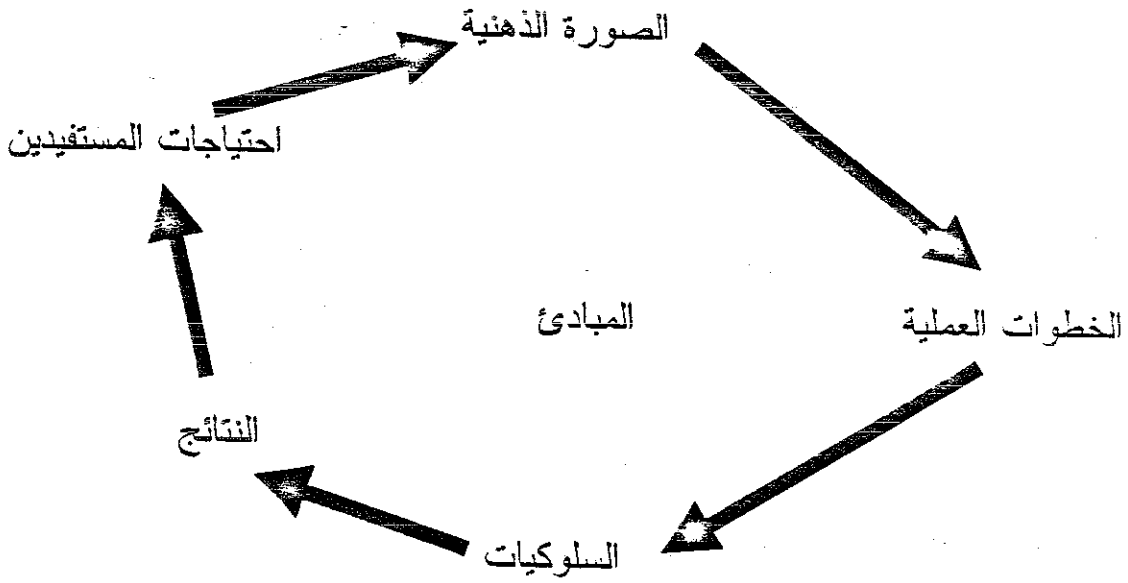 الصورة الذهنية
احتياجات المستفيدين
المبادئ
الخطوات العملية
النتائج
السلوكيات